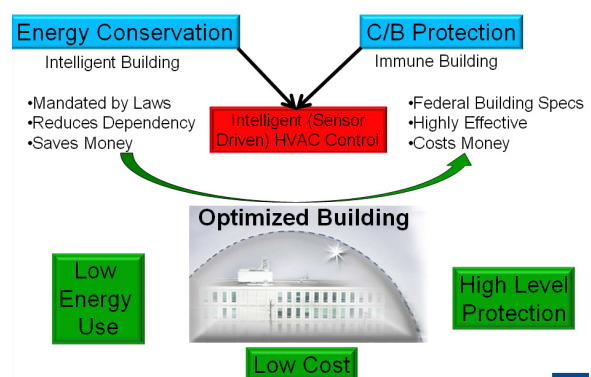 Energy Conservation
C/B Protection
Intelligent Building
Immune Building
•Mandated by Laws
•Reduces Dependency
•Saves Money
Intelligent (Sensor
Driven) HVAC Control
•Federal Building Specs
•Highly Effective
•Costs Money
Optimized Building
Low
Energy
Use
High Level
Protection
Low Cost